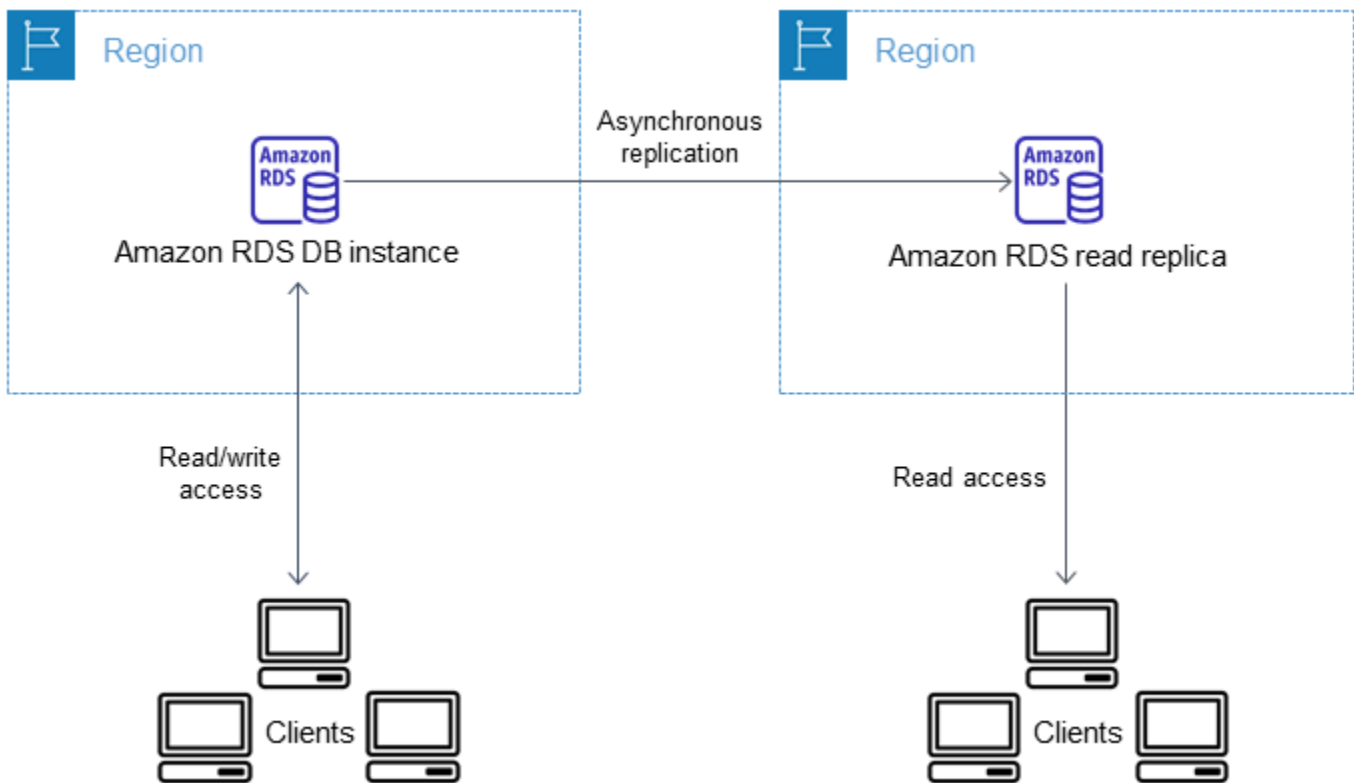 Region
Region
Asynchronous
replication
Amazon
RDS
Amazon
RDS
Amazon RDS DB instance
Amazon RDS read replica
Read/write
access
Read access
Clients
Clients